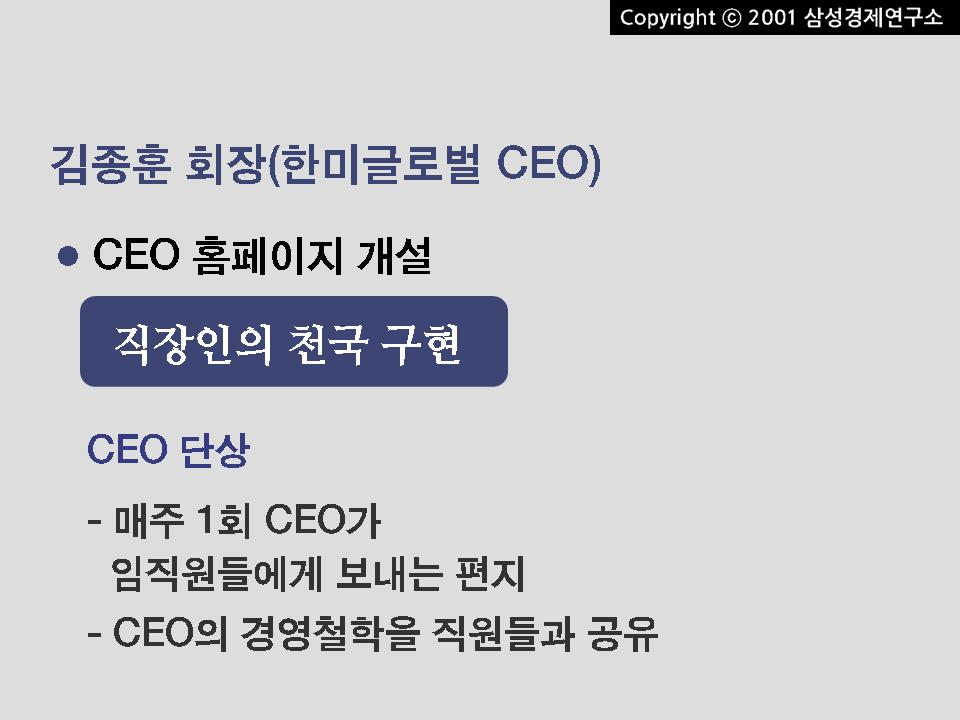 Copyright ⓒ 2001 삼성경제연구소
김종훈 회장(한미글로벌 CEO)
● CEO 홈페이지 개설
직장인의 천국 구현
CEO 단상
- 매주 1회 CEO가
임직원들에게 보내는 편지
- CEO의 경영철학을 직원들과 공유